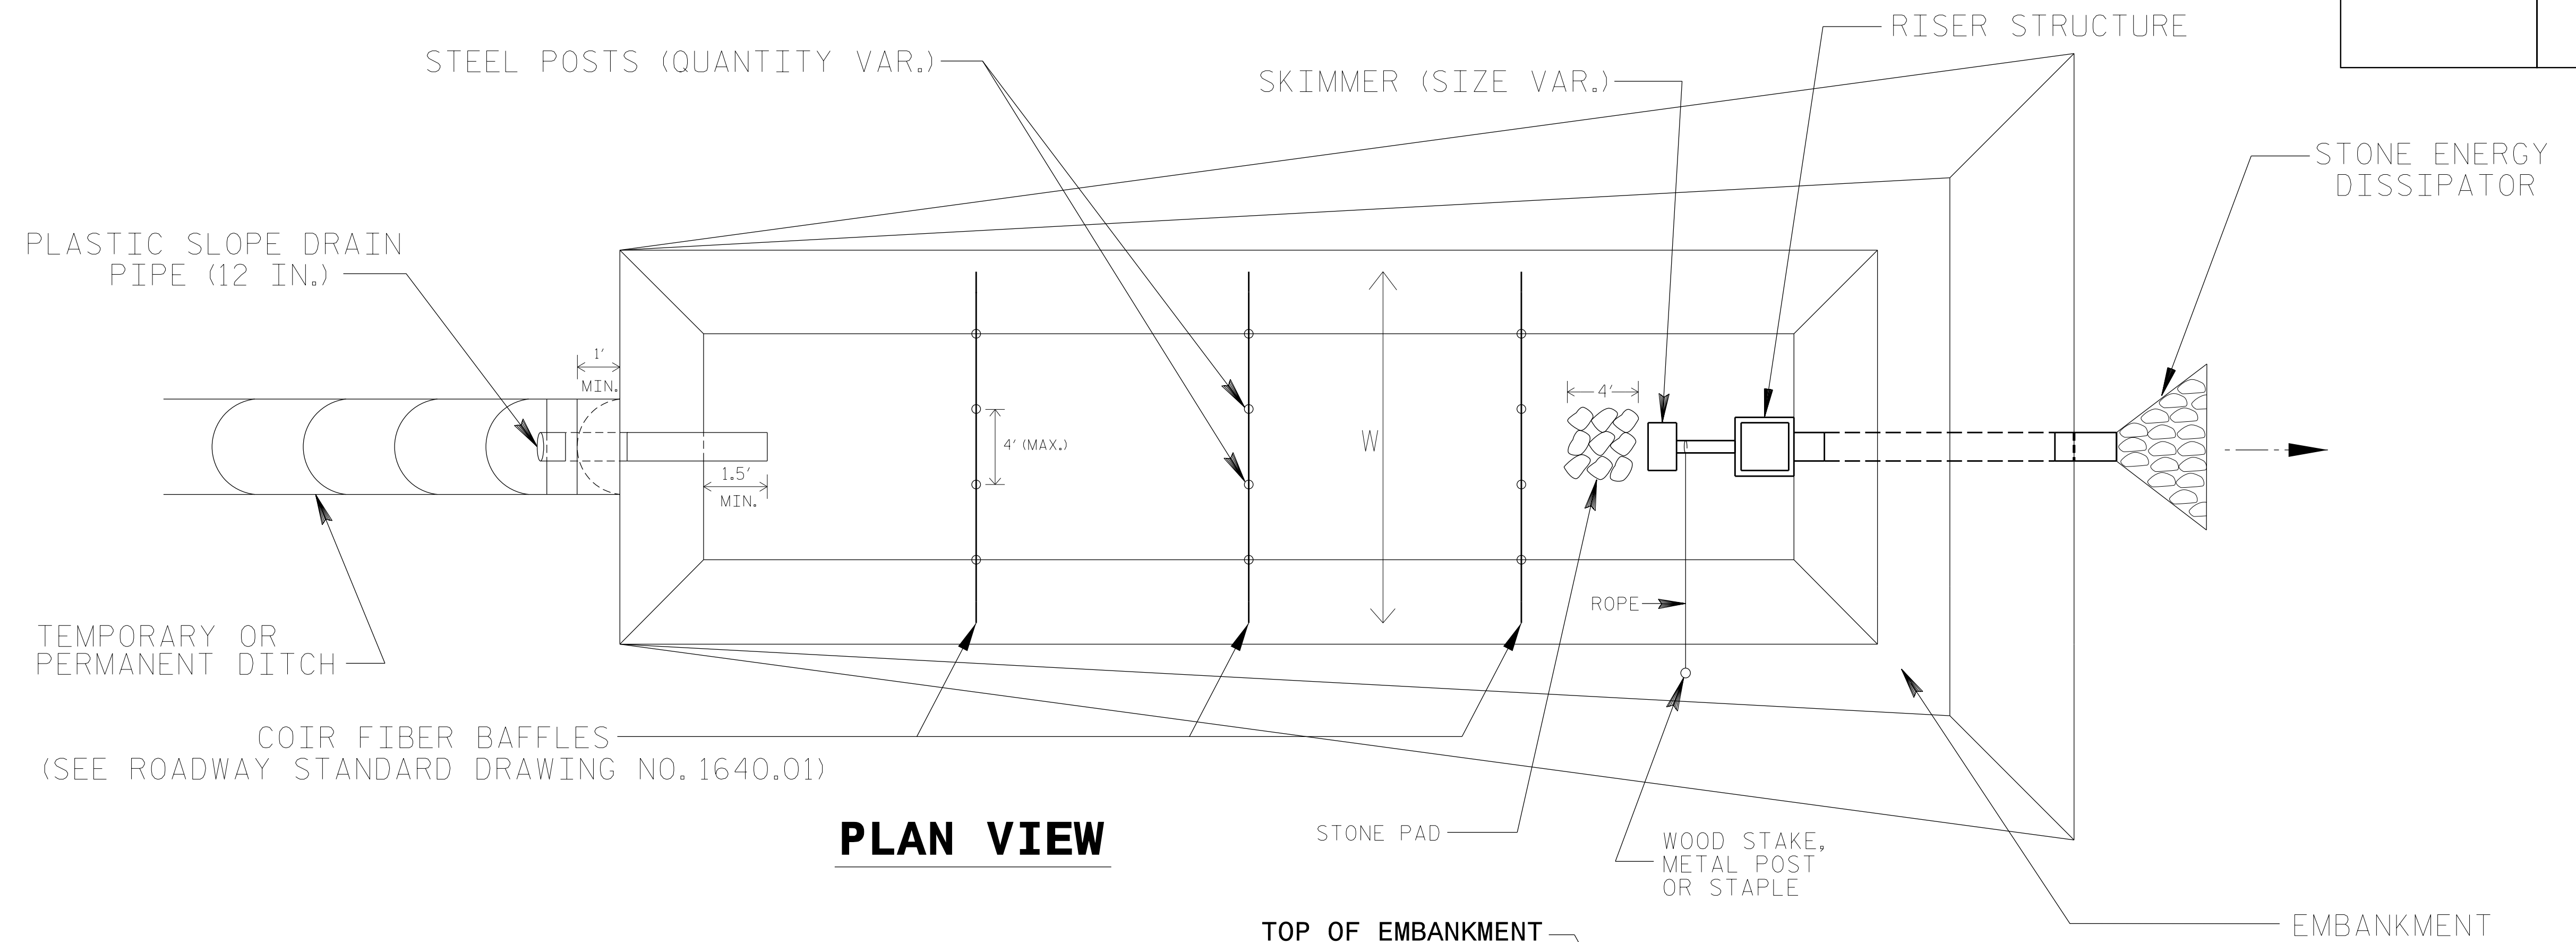 RISER STRUCTURE
STEEL POSTS (QUANTITY VAR.)
SKIMMER (SIZE VAR.)
STONE ENERGY
DISSIPATOR
PLASTIC SLOPE DRAIN
PIPE (12 IN.)
1'
MIN.
4'
4' (MAX.)
W
1.5'
MIN.
ROPE
TEMPORARY OR
PERMANENT DITCH
COIR FIBER BAFFLES
(SEE ROADWAY STANDARD DRAWING NO. 1640.01)
PLAN VIEW
STONE PAD
WOOD STAKE,
METAL POST
OR STAPLE
EMBANKMENT
TOP OF EMBANKMENT